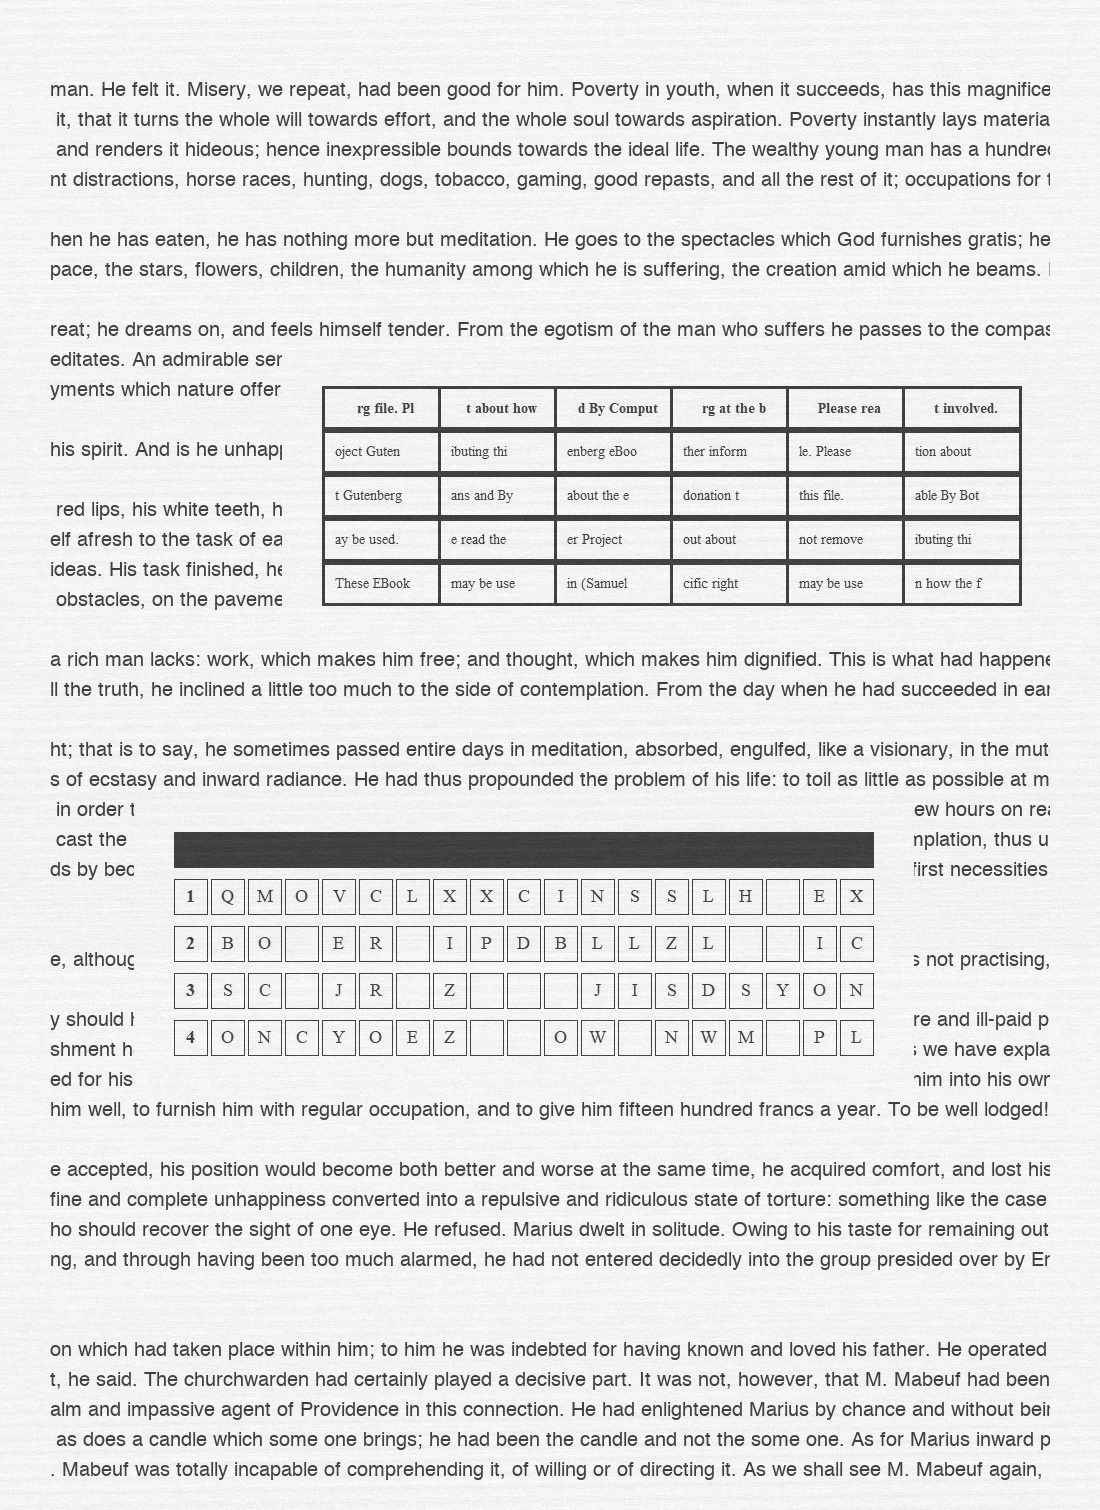 man. He felt it. Misery, we repeat, had been good for him. Poverty in youth, when it succeeds, has this magnifice
it, that it turns the whole will towards effort, and the whole soul towards aspiration. Poverty instantly lays materia
and renders it hideous; hence inexpressible bounds towards the ideal life. The wealthy young man has a hundred
nt distractions, horse races, hunting, dogs, tobacco, gaming, good repasts, and all the rest of it; occupations for t
hen he has eaten, he has nothing more but meditation. He goes to the spectacles which God furnishes gratis; he
pace, the stars, flowers, children, the humanity among which he is suffering, the creation amid which he beams.
reat; he dreams on, and feels himself tender. From the egotism of the man who suffers he passes to the compas
editates. An admirable ser
yments which nature offer
his spirit. And is he unhapp
red lips, his white teeth, h
elf afresh to the task of ea
ideas. His task finished, he
obstacles, on the paveme
rg file. Pl t about how d By Comput rg at the b Please rea t involved.
oject Guten ibuting thi enberg eBoo ther inform le. Please tion about
t Gutenberg ans and By about the e donation t this file. able By Bot
ay be used. e read the er Project out about not remove ibuting thi
These EBook may be use in (Samuel cific right may be use n how the f
a rich man lacks: work, which makes him free; and thought, which makes him dignified. This is what had happene
ll the truth, he inclined a little too much to the side of contemplation. From the day when he had succeeded in ear
ht; that is to say, he sometimes passed entire days in meditation, absorbed, engulfed, like a visionary, in the mut
s of ecstasy and inward radiance. He had thus propounded the problem of his life: to toil as little as possible at m
in order t ew hours on rea
cast the mplation, thus u
ds by bec first necessities
1 Q M O V C L X X C I N S S L H E X
2 B O E R I P D B L L Z L I C
e, althoug s not practising,
3 S C J R Z J I S D S Y O N
y should h re and ill-paid p
4 O N C Y O E Z O W N W M P L
shment h s we have expla
ed for his him into his own
him well, to furnish him with regular occupation, and to give him fifteen hundred francs a year. To be well lodged!
e accepted, his position would become both better and worse at the same time, he acquired comfort, and lost his
fine and complete unhappiness converted into a repulsive and ridiculous state of torture: something like the case
ho should recover the sight of one eye. He refused. Marius dwelt in solitude. Owing to his taste for remaining out
ng, and through having been too much alarmed, he had not entered decidedly into the group presided over by En
on which had taken place within him; to him he was indebted for having known and loved his father. He operated
t, he said. The churchwarden had certainly played a decisive part. It was not, however, that M. Mabeuf had been
alm and impassive agent of Providence in this connection. He had enlightened Marius by chance and without bein
as does a candle which some one brings; he had been the candle and not the some one. As for Marius inward p
. Mabeuf was totally incapable of comprehending it, of willing or of directing it. As we shall see M. Mabeuf again,